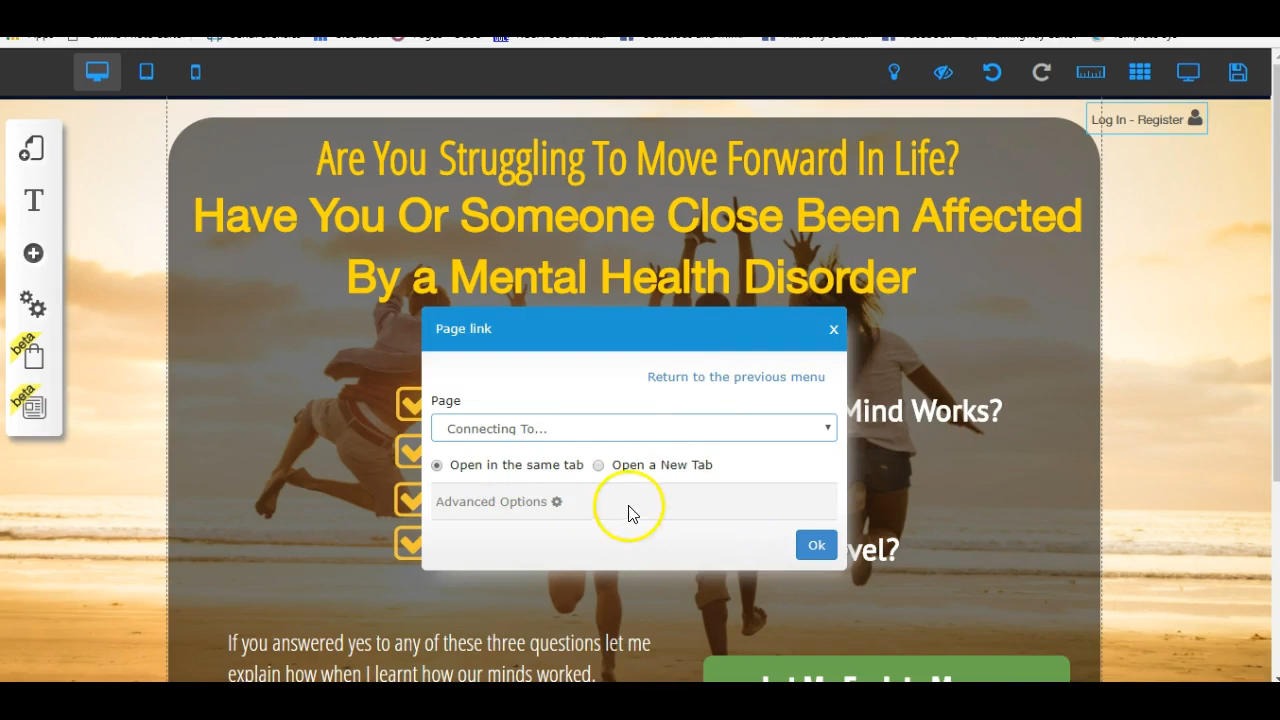 Log In - Register
Are You Struggling To Move Forward In Life?
Have You Or Someone Close Been Affected
By a Mental Health Disorder
beta
beta
Page link
x
Return to the previous menu
Page
Connecting To...
Open in the same tab Open a New Tab
Advanced Options
Ok
Mind Works?
If you answered yes to any of these three questions let me
explain how when I learnt how our minds worked.